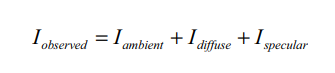 I_observed = I_ambient + I_diffuse + I_specular